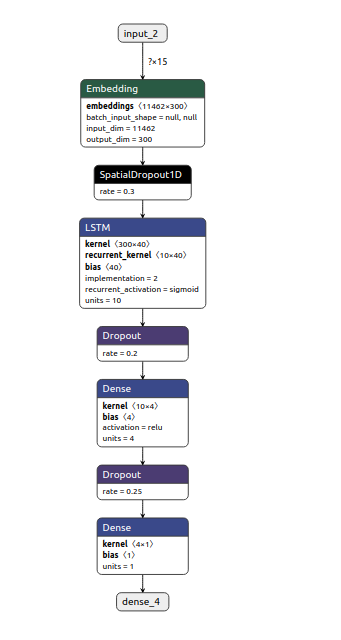 input_2
?×15
Embedding
embeddings 〈11462×300〉
batch_input_shape = null, null
input_dim = 11462
output_dim = 300
SpatialDropout1D
rate = 0.3
LSTM
kernel 〈300×40〉
recurrent_kernel 〈10×40〉
bias 〈40〉
implementation = 2
recurrent_activation = sigmoid
units = 10
Dropout
rate = 0.2
Dense
kernel 〈10×4〉
bias 〈4〉
activation = relu
units = 4
Dropout
rate = 0.25
Dense
kernel 〈4×1〉
bias 〈1〉
units = 1
dense_4